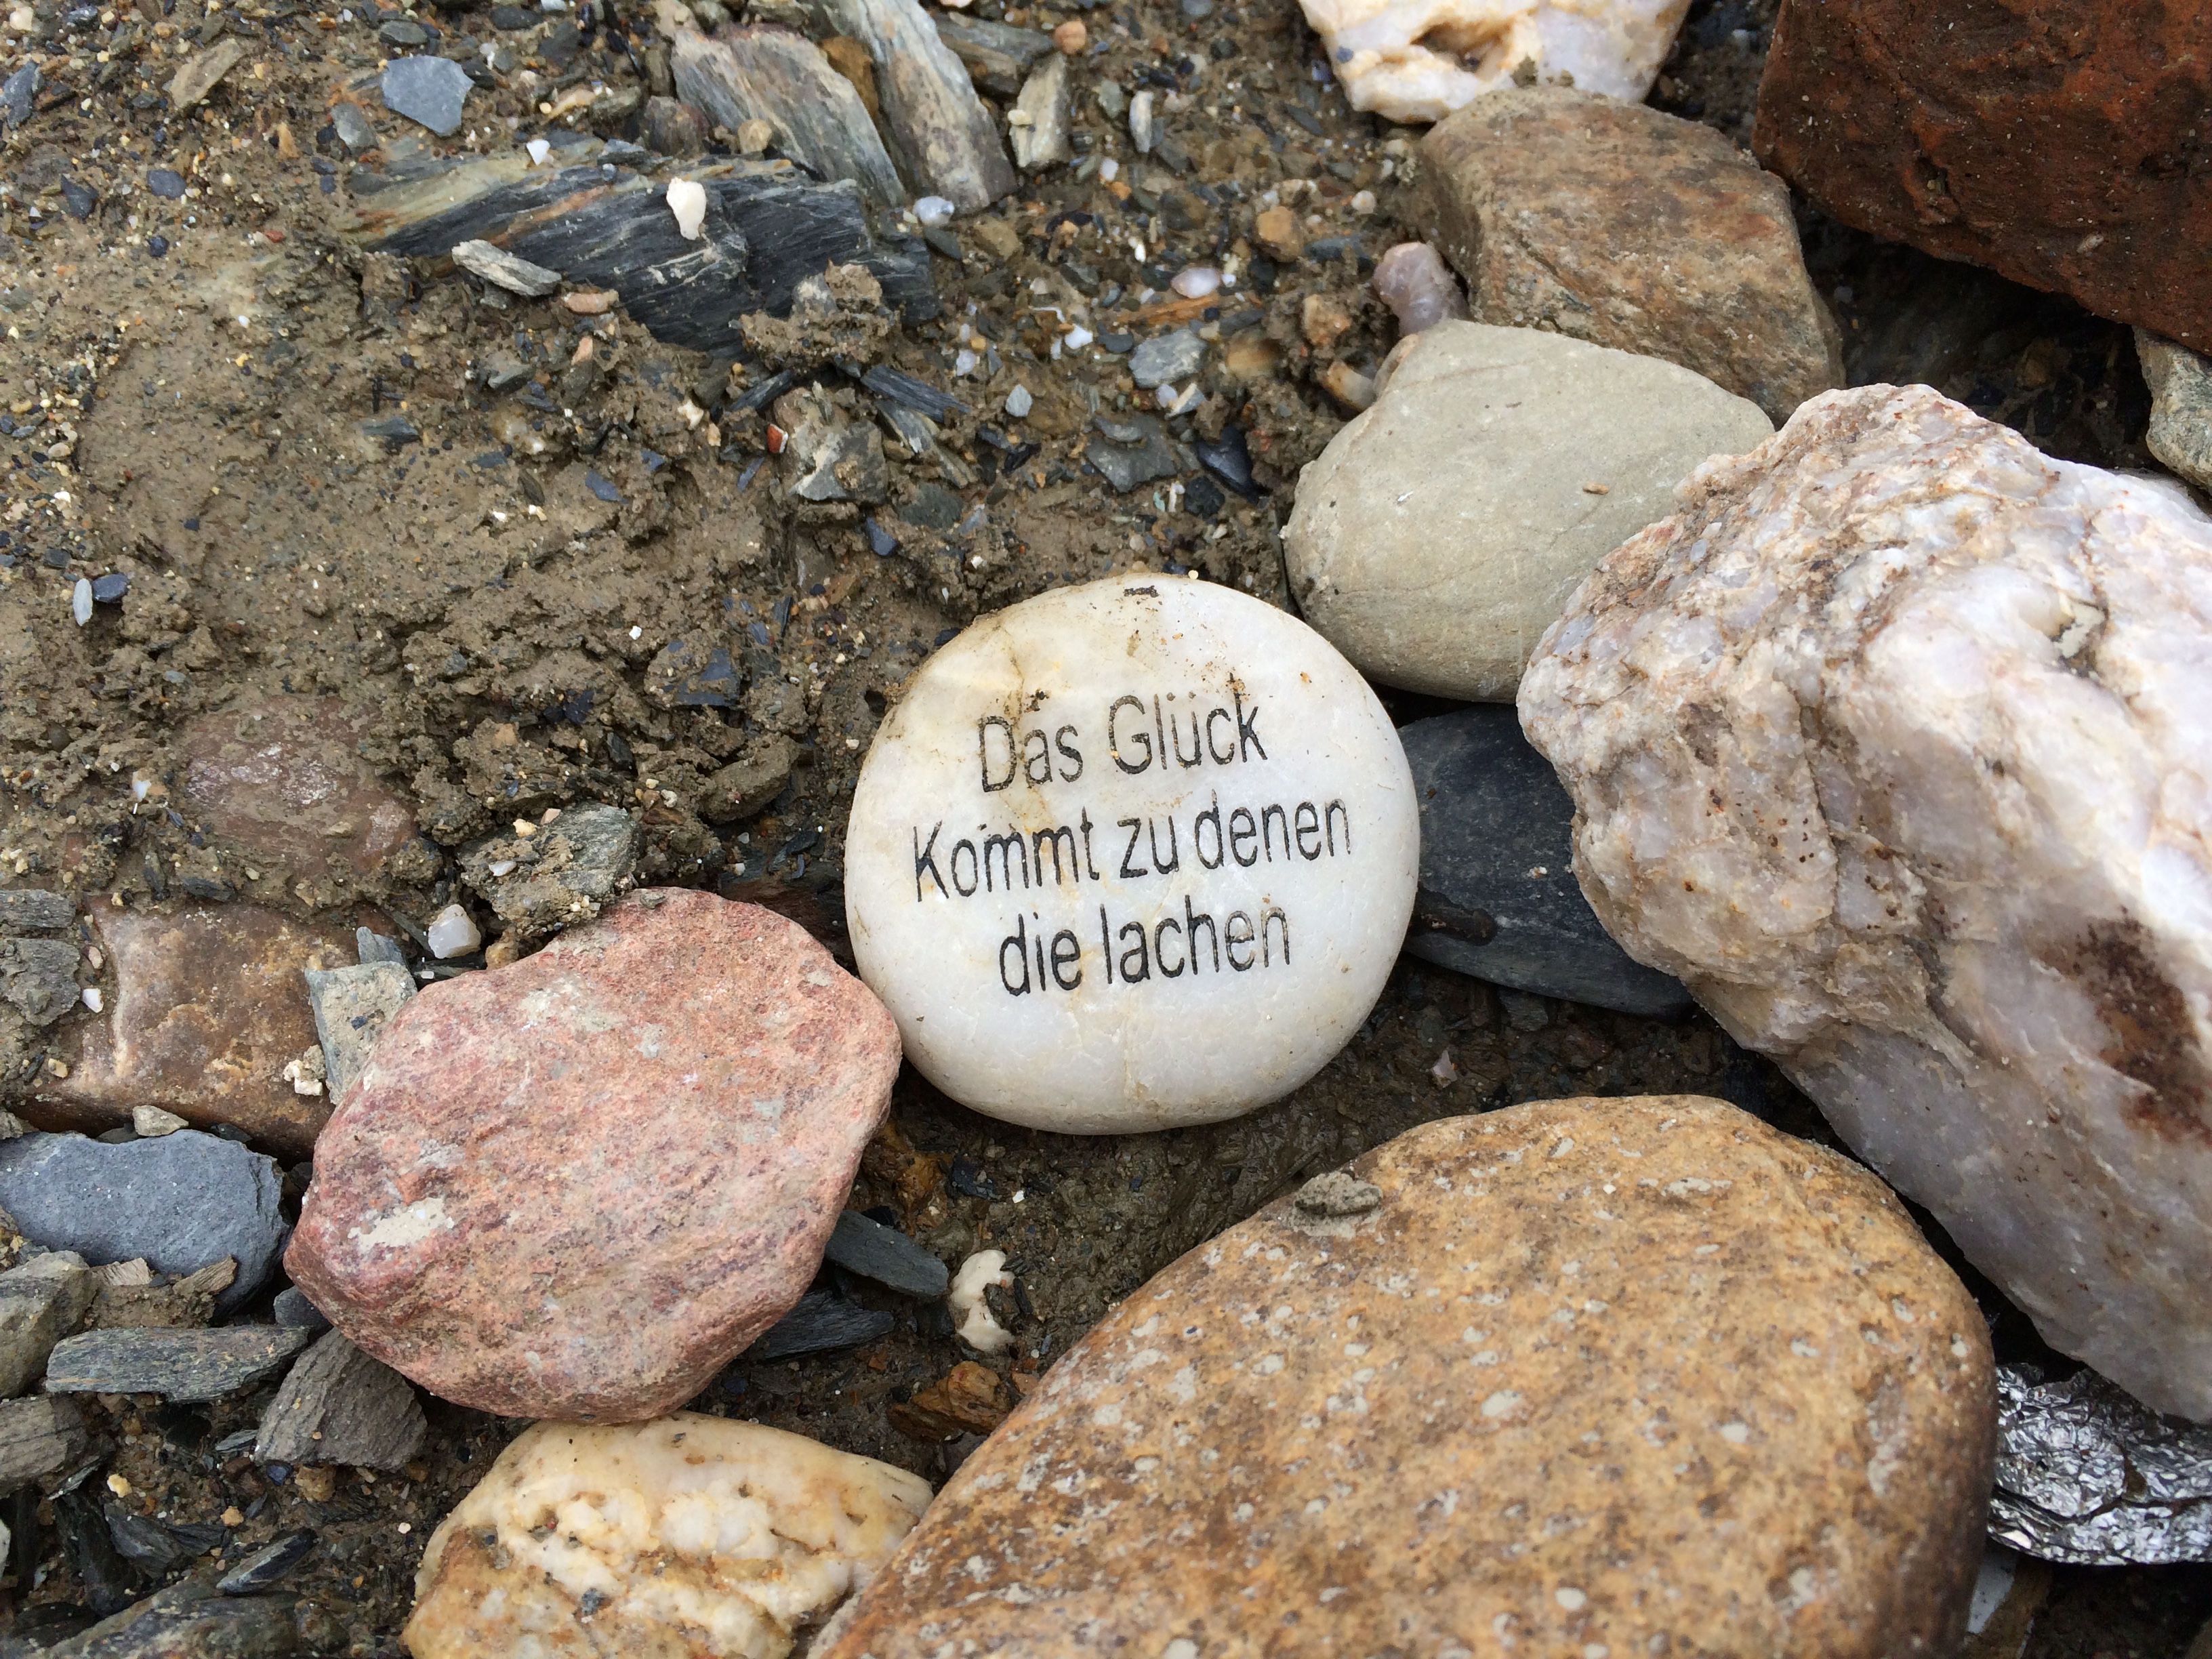 Das Glück
Kommt zu denen
die lachen